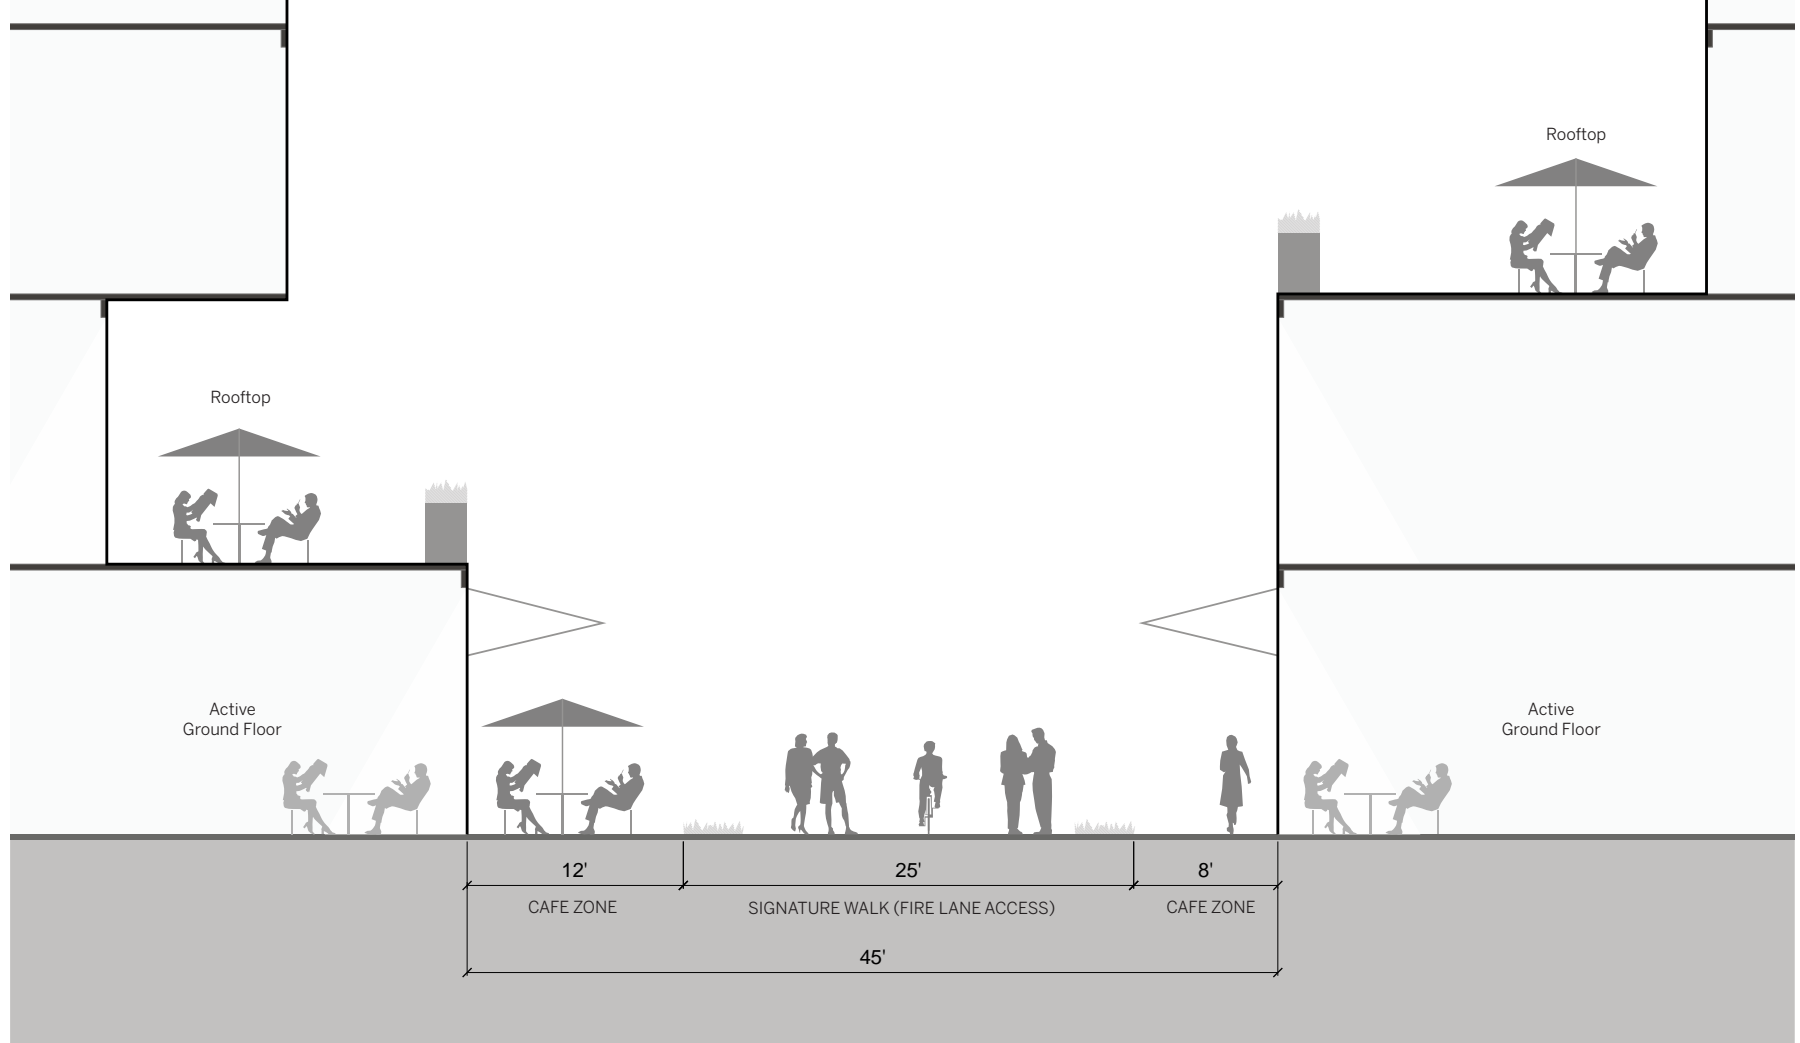 Rooftop
Rooftop
Active
Ground Floor
Active
Ground Floor
12'
25'
8'
CAFE ZONE
SIGNATURE WALK (FIRE LANE ACCESS)
CAFE ZONE
45'